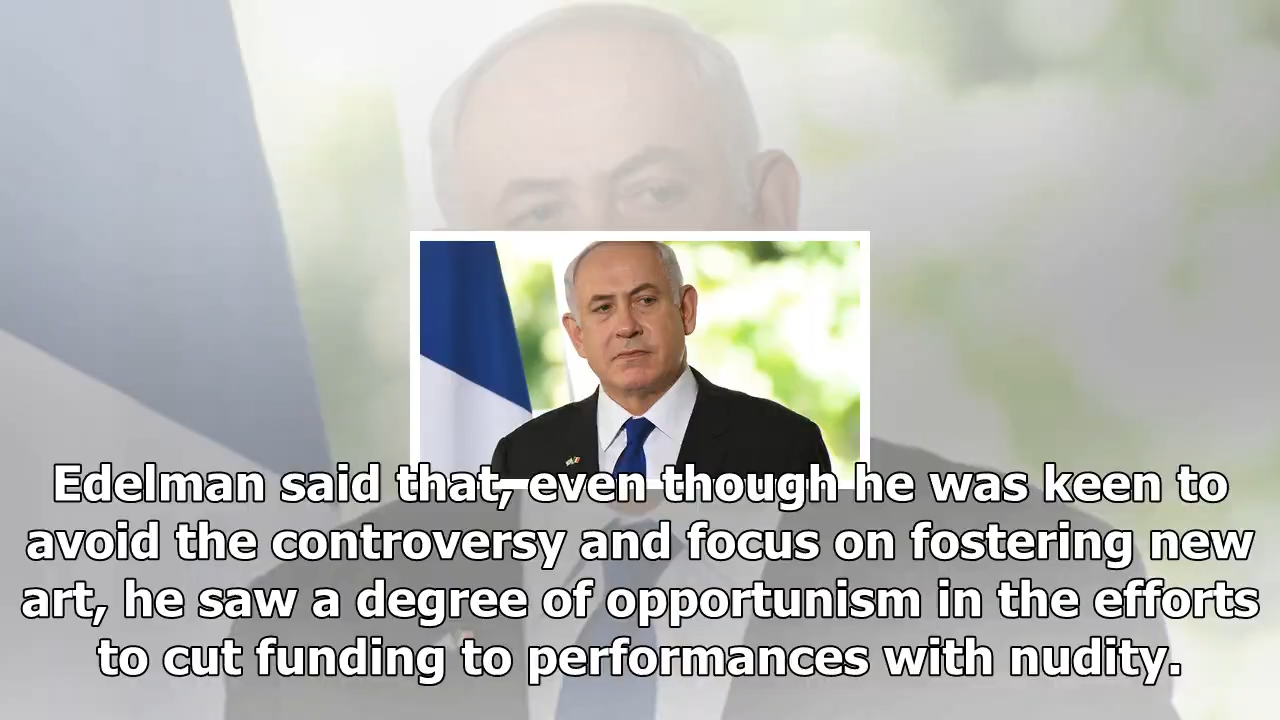 Edelman said that, even though he was keen to
avoid the controversy and focus on fostering new
art, he saw a degree of opportunism in the efforts
to cut funding to performances with nudity.